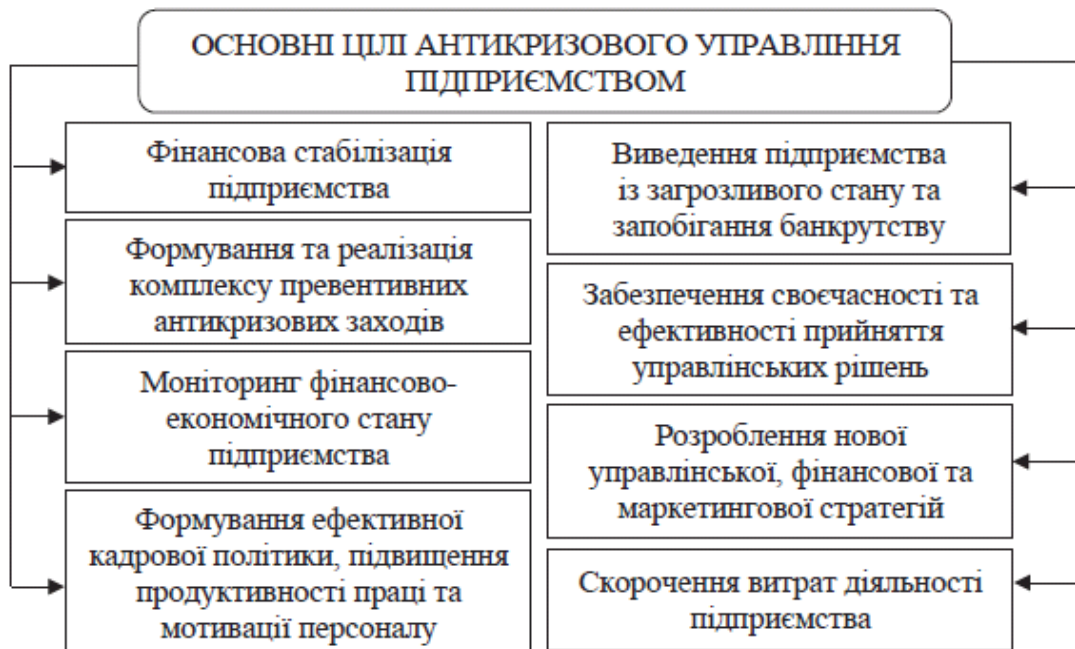 ОСНОВНІ ЦІЛІ АНТИКРИЗОВОГО УПРАВЛІННЯ
ПІДПРИЄМСТВОМ
Фінансова стабілізація
підприємства
Формування та реалізація
комплексу превентивних
антикризових заходів
Моніторинг фінансово-
економічного стану
підприємства
Формування ефективної
кадрової політики, підвищення
продуктивності праці та
мотивації персоналу
Виведення підприємства
із загрозливого стану та
запобігання банкрутству
Забезпечення своєчасності та
ефективності прийняття
управлінських рішень
Розроблення нової
управлінської, фінансової та
маркетингової стратегій
Скорочення витрат діяльності
підприємства